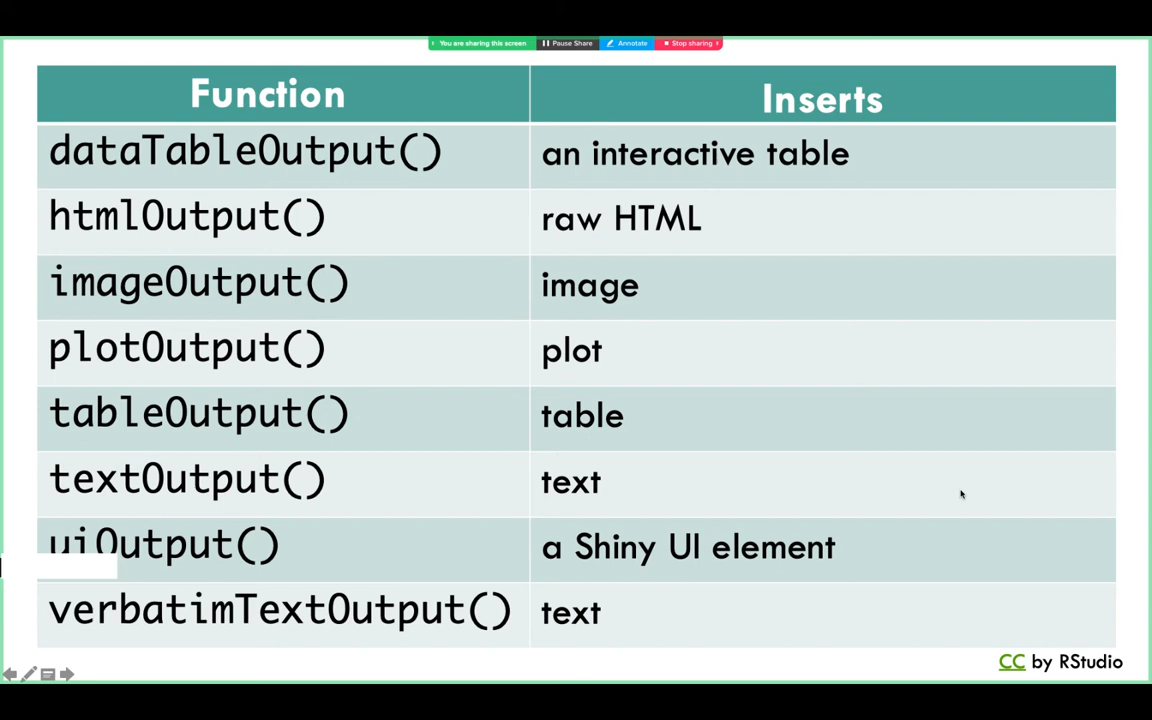 You are sharing this screen Pause Share Annotate Stop sharing
Function Inserts
dataTableOutput() an interactive table
htmlOutput() raw HTML
imageOutput() image
plotOutput() plot
tableOutput() table
textOutput() text
uiOutput() a Shiny UI element
verbatimTextOutput() text
CC by RStudio